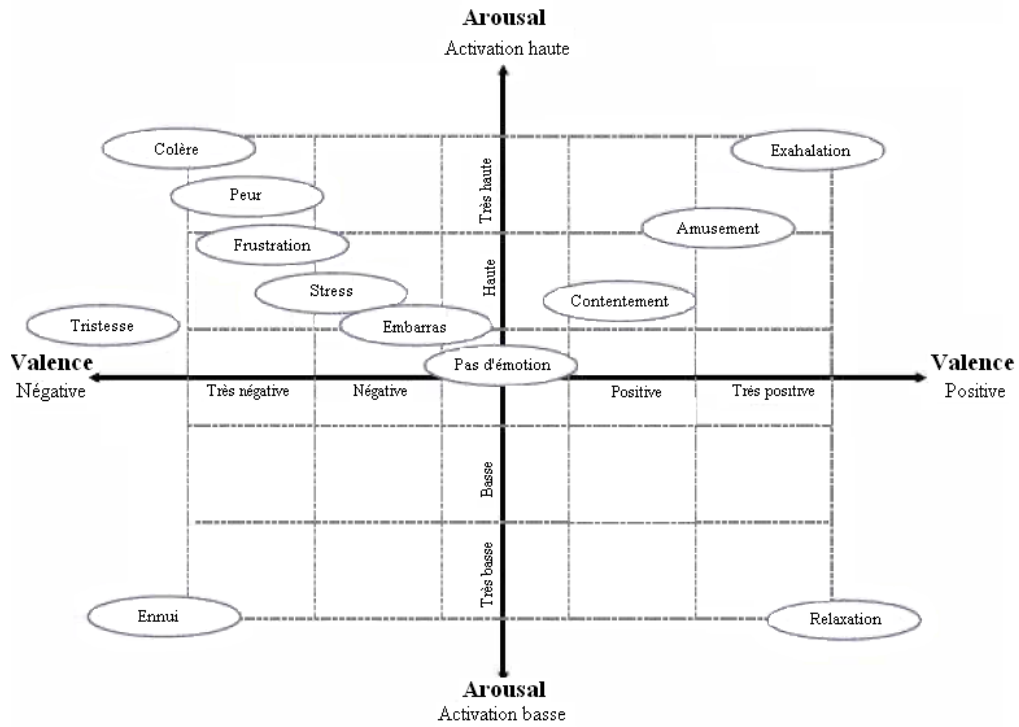 Arousal
Activation haute
Colère
Exahalation
Très haute
Peur
Amusement
Frustration
Haute
Stress
Contentement
Tristesse
Embarras
Pas d'émotion
Valence
Négative
Valence
Positive
Très négative
Négative
Positive
Très positive
Basse
Très basse
Ennui
Relaxation
Arousal
Activation basse